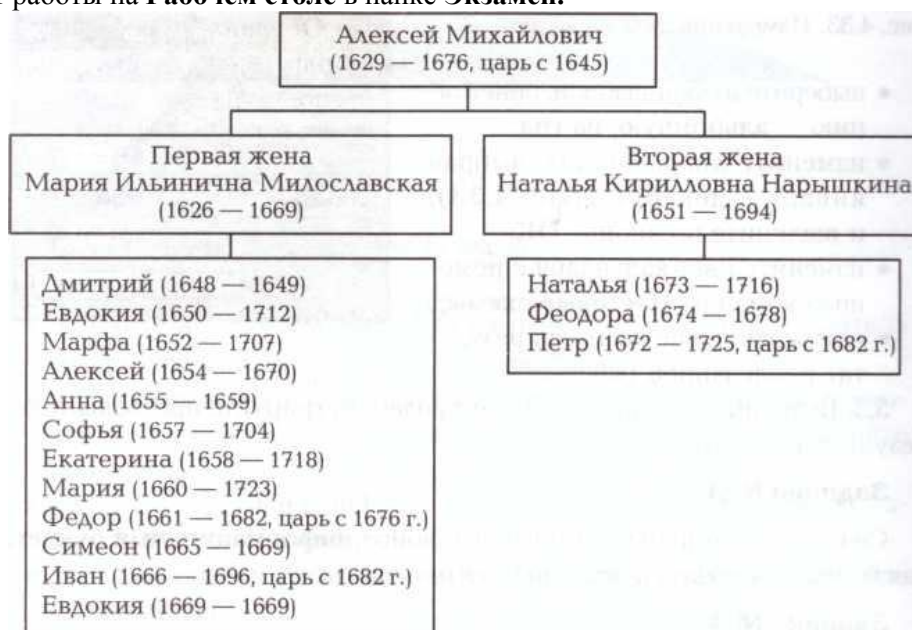 работы на Рабочем столе в папке Экзамен.
Алексей Михайлович
(1629 — 1676, царь с 1645)
Первая жена
Мария Ильинична Милославская
(1626 — 1669)
Вторая жена
Наталья Кирилловна Нарышкина
(1651 — 1694)
Дмитрий (1648 — 1649)
Евдокия (1650 — 1712)
Марфа (1652 — 1707)
Алексей (1654 — 1670)
Анна (1655 — 1659)
Софья (1657 — 1704)
Екатерина (1658 — 1718)
Мария (1660 — 1723)
Федор (1661 — 1682, царь с 1676 г.)
Симеон (1665 — 1669)
Иван (1666 — 1696, царь с 1682 г.)
Евдокия (1669 — 1669)
Наталья (1673 — 1716)
Феодора (1674 — 1678)
Петр (1672 — 1725, царь с 1682 г.)